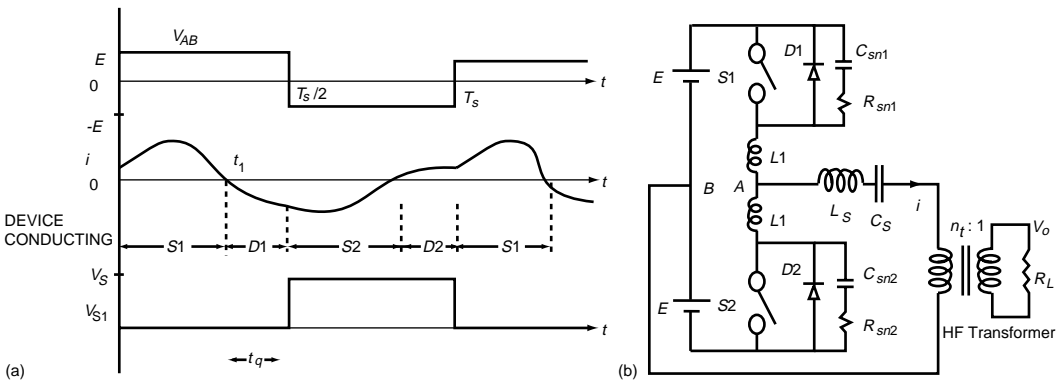 V_AB
E
0
-E
T_s/2
T_s
t
i
0
t_1
t
DEVICE
CONDUCTING
S1 D1 S2 D2 S1
V_S
V_S1
t
t_q
(a)
E S1 D1 C_sn1
R_sn1
L1
B A
L_S C_S i
L1
n_t : 1 V_o
R_L
E S2 D2 C_sn2
R_sn2
HF Transformer
(b)